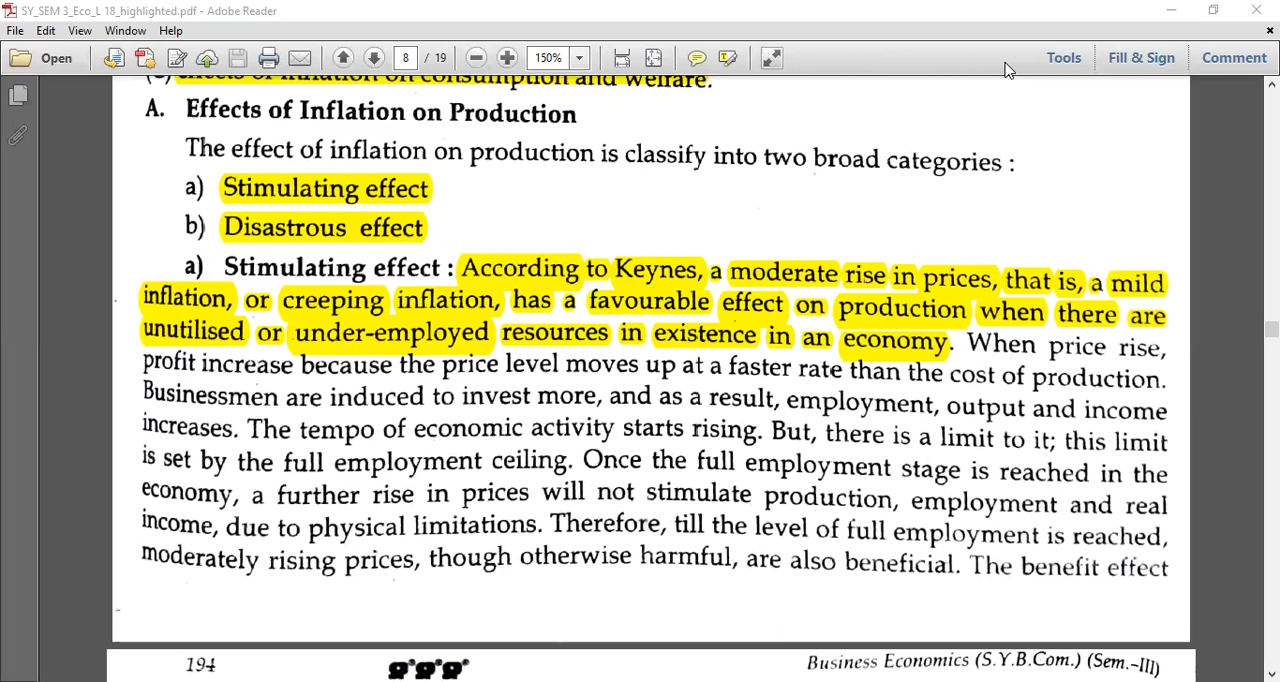 SY_SEM 3_Eco_L 18_highlighted.pdf - Adobe Reader
File Edit View Window Help
Open 8 / 19 150% Tools Fill & Sign Comment
effects of inflation on consumption and welfare.
A. Effects of Inflation on Production
The effect of inflation on production is classify into two broad categories :
a) Stimulating effect
b) Disastrous effect
a) Stimulating effect : According to Keynes, a moderate rise in prices, that is, a mild
inflation, or creeping inflation, has a favourable effect on production when there are
unutilised or under-employed resources in existence in an economy. When price rise,
profit increase because the price level moves up at a faster rate than the cost of production.
Businessmen are induced to invest more, and as a result, employment, output and income
increases. The tempo of economic activity starts rising. But, there is a limit to it; this limit
is set by the full employment ceiling. Once the full employment stage is reached in the
economy, a further rise in prices will not stimulate production, employment and real
income, due to physical limitations. Therefore, till the level of full employment is reached,
moderately rising prices, though otherwise harmful, are also beneficial. The benefit effect
194 Business Economics (S.Y.B.Com.) (Sem.-III)